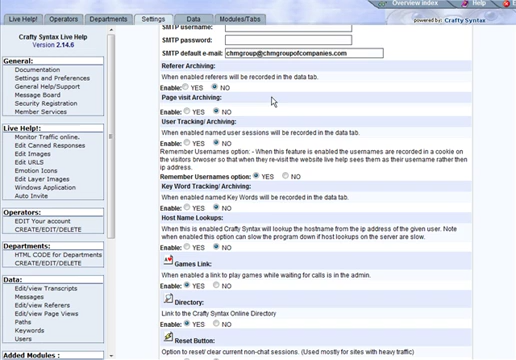 Overview index
Help
Live Help!
Operators
Departments
Settings
Data
Modules/Tabs
powered by: Crafty Syntax
Crafty Syntax Live Help
Version 2.14.6
General:
Documentation
Settings and Preferences
General Help/Support
Message Board
Security Registration
Member Services
Live Help!:
Monitor Traffic online.
Edit Canned Responses
Edit Images
Edit URLS
Emotion Icons
Edit Layer Images
Windows Application
Auto Invite
Operators:
EDIT Your account
CREATE/EDIT/DELETE
Departments:
HTML CODE for Departments
CREATE/EDIT/DELETE
Data:
Edit/view Transcripts
Messages
Edit/view Referers
Edit/view Page Views
Paths
Keywords
Users
Added Modules :
SMTP username:
SMTP password:
SMTP default e-mail: chmgroup@chmgroupofcompanies.com
Referer Archiving:
When enabled referers will be recorded in the data tab.
Enable: YES NO
Page visit Archiving:
Enable: YES NO
User Tracking/ Archiving:
When enabled named user sessions will be recorded in the data tab.
Enable: YES NO
Remember Usernames option: - When this feature is enabled the usernames are recorded in a cookie on
the visitors brwoser so that when they re-visit the website live help sees them as their username rather then
ip address.
Remember Usernames option: YES NO
Key Word Tracking/ Archiving:
When enabled named Key Words will be recorded in the data tab.
Enable: YES NO
Host Name Lookups:
When this is enabled Crafty Syntax will lookup the hostname from the ip address of the given user. Note
when enabled this option can slow the program down if host lookups on the server are slow.
Enable: YES NO
Games Link:
When enabled a link to play games while waiting for calls is in the admin.
Enable: YES NO
Directory:
Link to the Crafty Syntax Online Directory
Enable: YES NO
Reset Button:
Option to reset/ clear current non-chat sessions. (Used mostly for sites with heavy traffic)